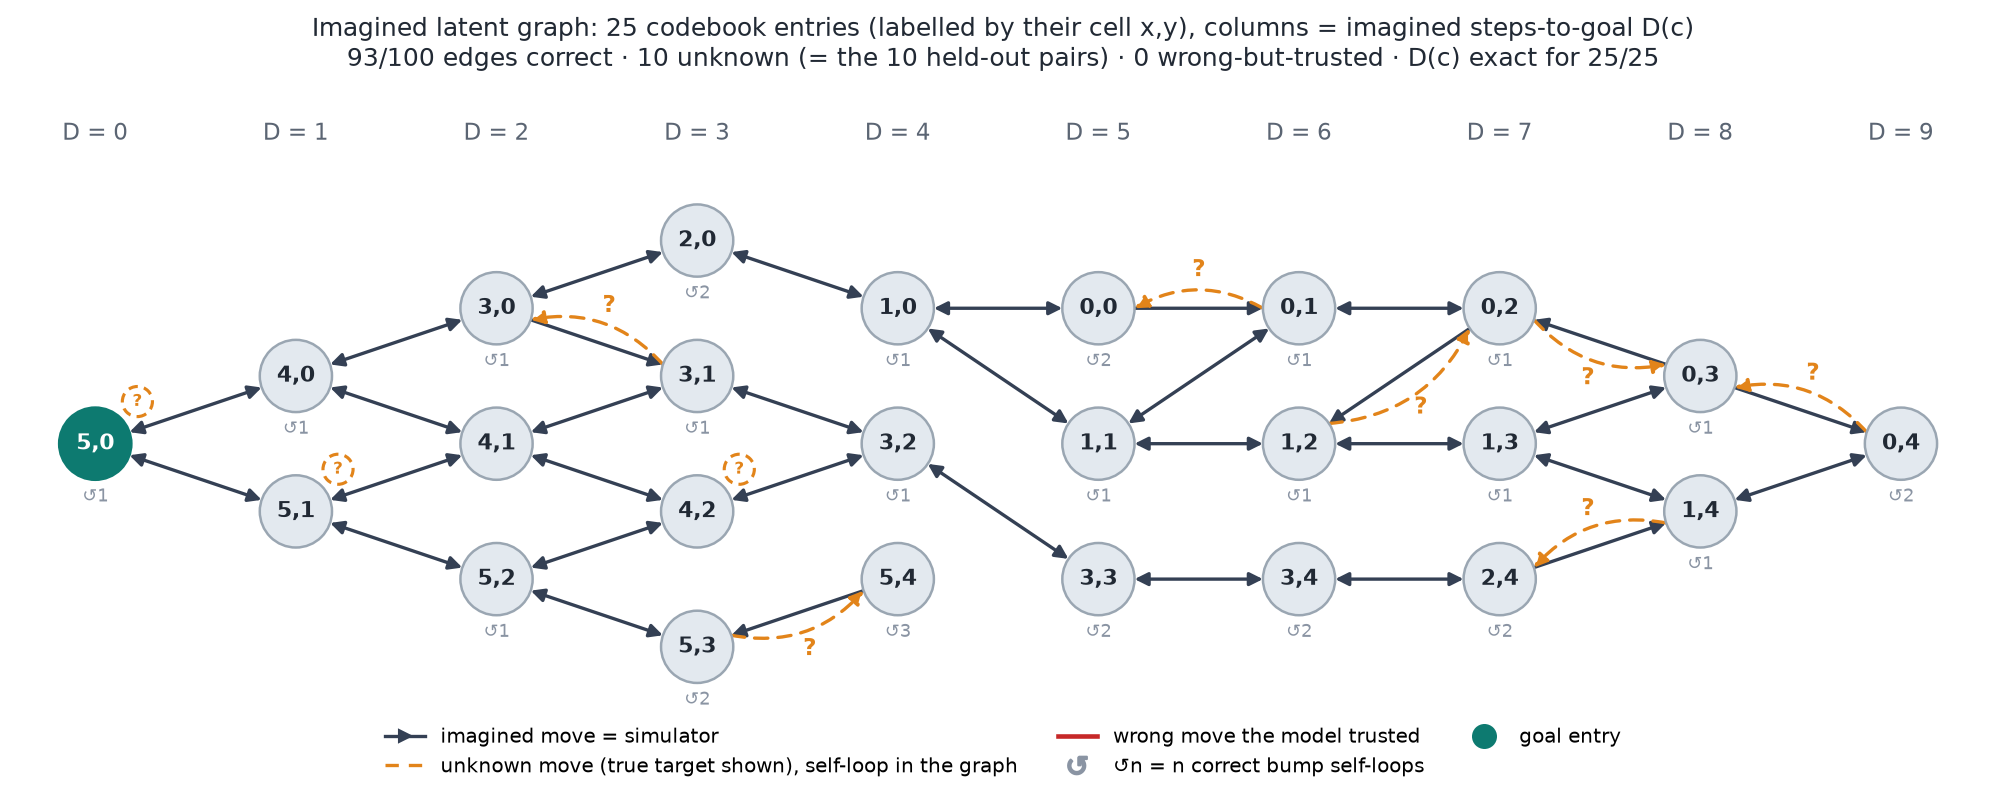 Imagined latent graph: 25 codebook entries (labelled by their cell x,y), columns = imagined steps-to-goal D(c)
93/100 edges correct · 10 unknown (= the 10 held-out pairs) · 0 wrong-but-trusted · D(c) exact for 25/25
D = 0 D = 1 D = 2 D = 3 D = 4 D = 5 D = 6 D = 7 D = 8 D = 9
2,0
↺2
?
3,0 ? 1,0 0,0 0,1 0,2
↺1 ↺1 ↺2 ↺1 ↺1
4,0 3,1 ? 0,3 ?
↺1 ↺1 ↺1
? ?
5,0 4,1 3,2 1,1 1,2 1,3 0,4
↺1 ? ? ↺1 ↺1 ↺1 ↺1 ↺2
5,1 4,2 ? 1,4
↺1
5,2 5,4 3,3 3,4 2,4
↺1 ↺3 ↺2 ↺2 ↺2
5,3 ?
↺2
imagined move = simulator
unknown move (true target shown), self-loop in the graph
wrong move the model trusted
↺ ↺n = n correct bump self-loops
goal entry